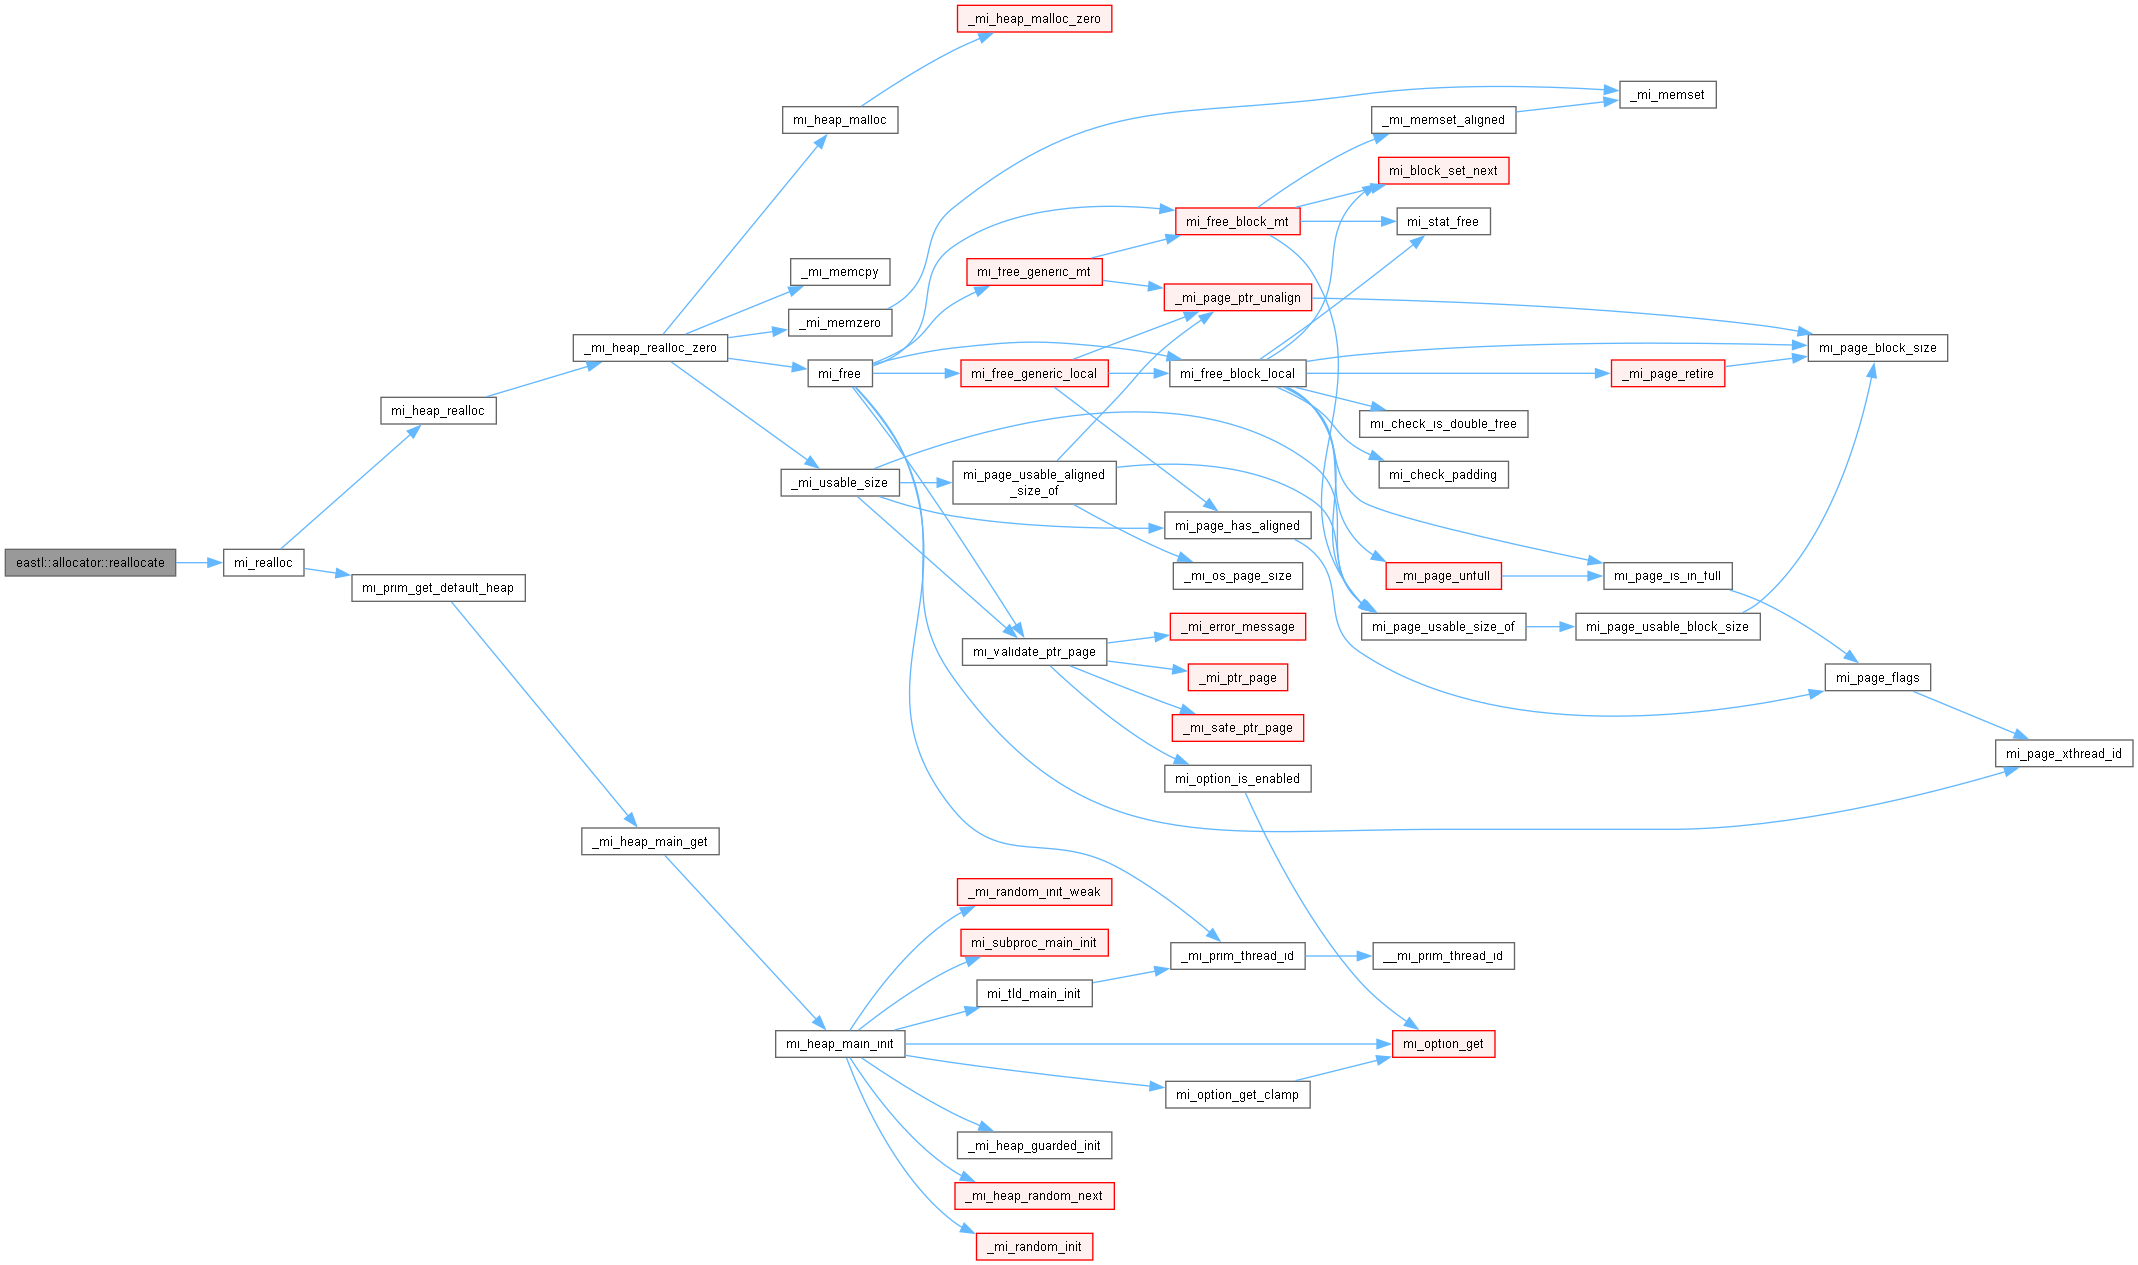 _mi_heap_malloc_zero
mi_heap_malloc
_mi_memset
_mi_memset_aligned
mi_block_set_next
mi_free_block_mt
mi_stat_free
_mi_memcpy
mi_free_generic_mt
_mi_page_ptr_unalign
_mi_memzero
_mi_heap_realloc_zero
mi_page_block_size
mi_free
mi_free_generic_local
mi_free_block_local
_mi_page_retire
mi_heap_realloc
mi_check_is_double_free
mi_check_padding
_mi_usable_size
mi_page_usable_aligned
_size_of
mi_page_has_aligned
eastl::allocator::reallocate
mi_realloc
mi_prim_get_default_heap
_mi_os_page_size
_mi_page_unfull
mi_page_is_in_full
_mi_error_message
mi_page_usable_size_of
mi_page_usable_block_size
mi_validate_ptr_page
_mi_ptr_page
mi_page_flags
_mi_safe_ptr_page
mi_page_xthread_id
mi_option_is_enabled
_mi_heap_main_get
_mi_random_init_weak
mi_subproc_main_init
_mi_prim_thread_id
__mi_prim_thread_id
mi_tld_main_init
mi_heap_main_init
mi_option_get
mi_option_get_clamp
_mi_heap_guarded_init
_mi_heap_random_next
_mi_random_init